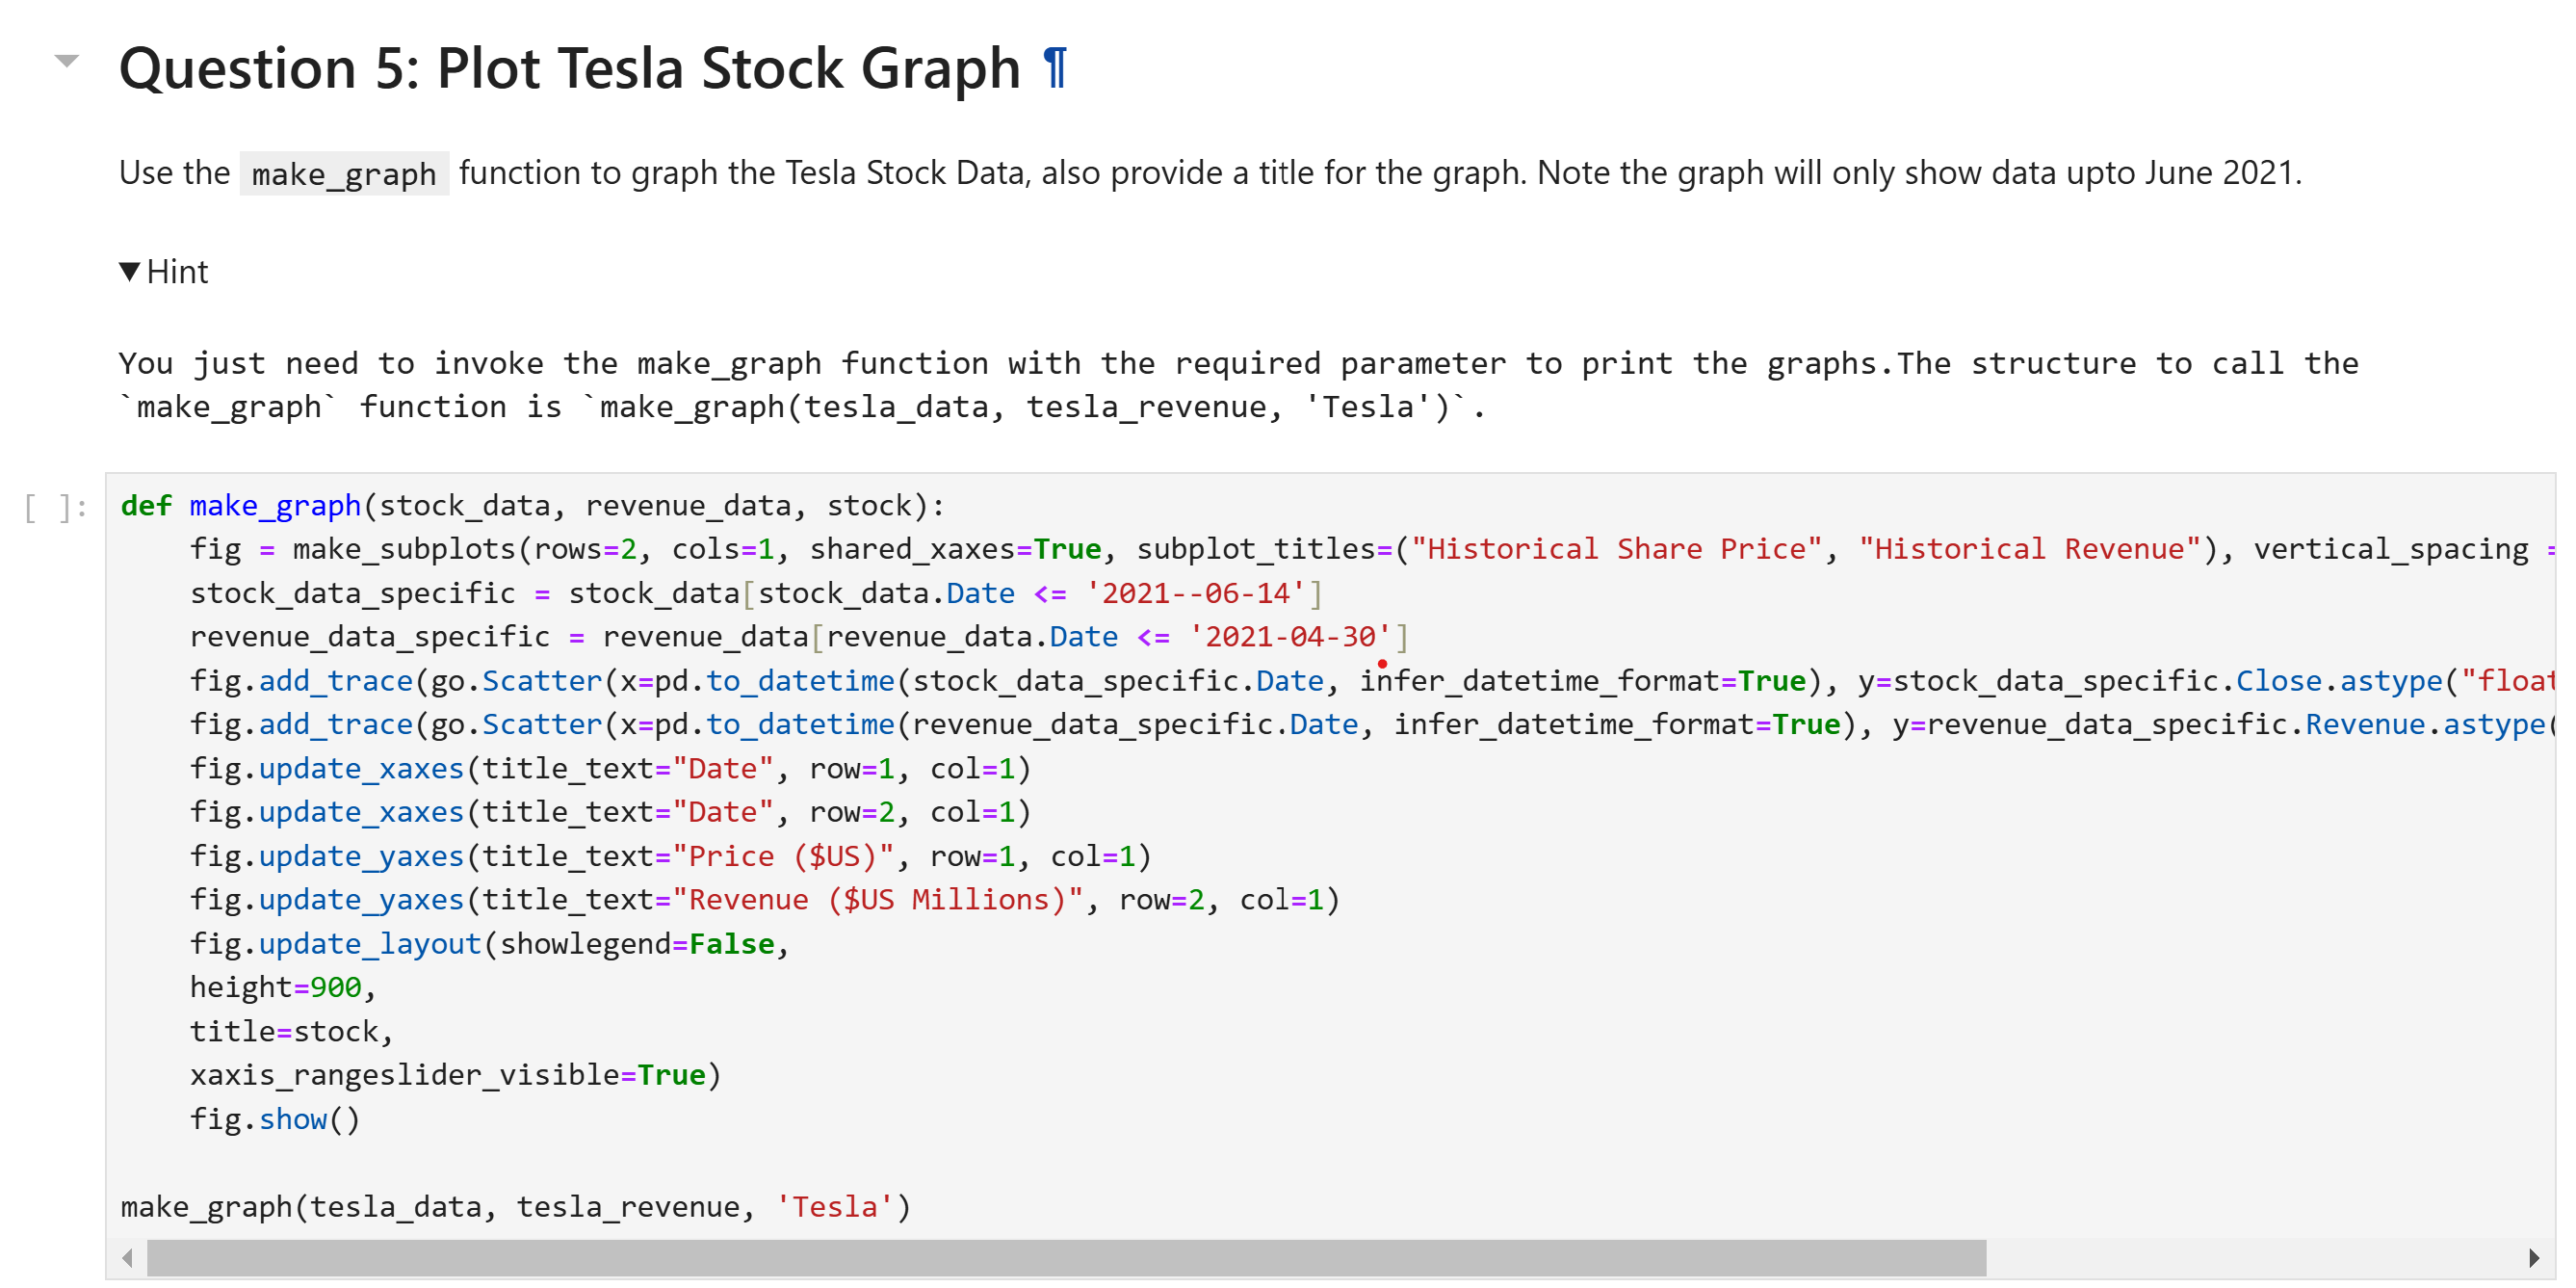 Question 5: Plot Tesla Stock Graph ¶
Use the make_graph function to graph the Tesla Stock Data, also provide a title for the graph. Note the graph will only show data upto June 2021.
▼Hint
You just need to invoke the make_graph function with the required parameter to print the graphs.The structure to call the
`make_graph` function is `make_graph(tesla_data, tesla_revenue, 'Tesla')`.
[ ]: def make_graph(stock_data, revenue_data, stock):
    fig = make_subplots(rows=2, cols=1, shared_xaxes=True, subplot_titles=("Historical Share Price", "Historical Revenue"), vertical_spacing =
    stock_data_specific = stock_data[stock_data.Date <= '2021--06-14']
    revenue_data_specific = revenue_data[revenue_data.Date <= '2021-04-30']
    fig.add_trace(go.Scatter(x=pd.to_datetime(stock_data_specific.Date, infer_datetime_format=True), y=stock_data_specific.Close.astype("float
    fig.add_trace(go.Scatter(x=pd.to_datetime(revenue_data_specific.Date, infer_datetime_format=True), y=revenue_data_specific.Revenue.astype(
    fig.update_xaxes(title_text="Date", row=1, col=1)
    fig.update_xaxes(title_text="Date", row=2, col=1)
    fig.update_yaxes(title_text="Price ($US)", row=1, col=1)
    fig.update_yaxes(title_text="Revenue ($US Millions)", row=2, col=1)
    fig.update_layout(showlegend=False,
    height=900,
    title=stock,
    xaxis_rangeslider_visible=True)
    fig.show()
make_graph(tesla_data, tesla_revenue, 'Tesla')